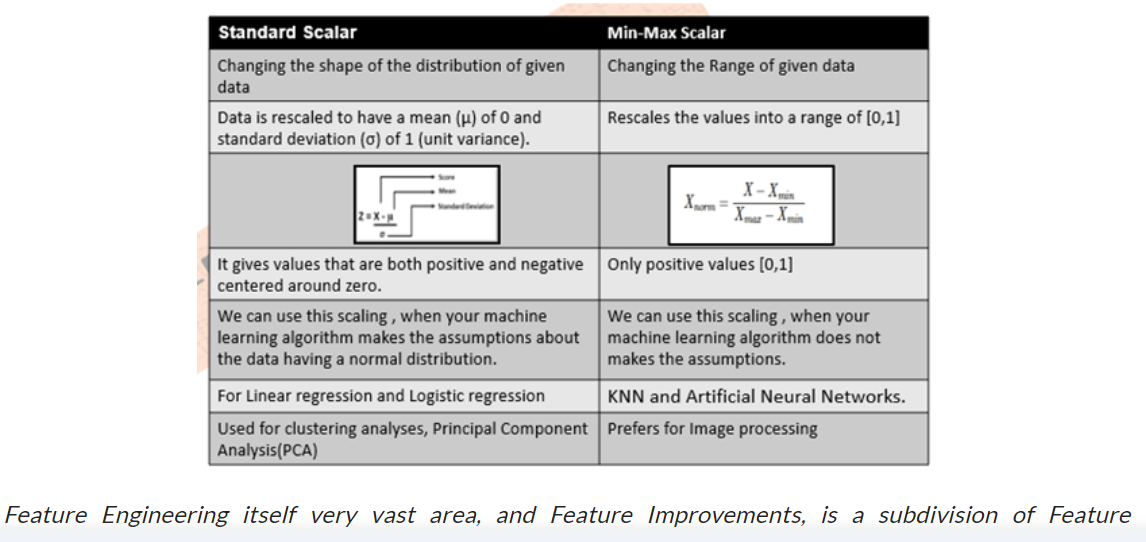 Standard Scalar
Min-Max Scalar
Changing the shape of the distribution of given
data
Changing the Range of given data
Data is rescaled to have a mean (μ) of 0 and
standard deviation (σ) of 1 (unit variance).
Rescales the values into a range of [0,1]
Score
Mean
Standard Deviation
Z = X - μ
σ
X_norm = (X - X_min) / (X_max - X_min)
It gives values that are both positive and negative
centered around zero.
Only positive values [0,1]
We can use this scaling , when your machine
learning algorithm makes the assumptions about
the data having a normal distribution.
We can use this scaling , when your
machine learning algorithm does not
makes the assumptions.
For Linear regression and Logistic regression
KNN and Artificial Neural Networks.
Used for clustering analyses, Principal Component
Analysis(PCA)
Prefers for Image processing
Feature Engineering itself very vast area, and Feature Improvements, is a subdivision of Feature